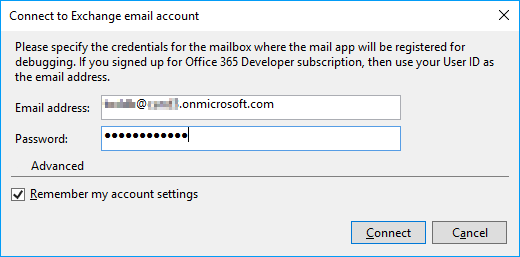 Connect to Exchange email account
Please specify the credentials for the mailbox where the mail app will be registered for
debugging. If you signed up for Office 365 Developer subscription, then use your User ID as
the email address.
Email address: @ .onmicrosoft.com
Password: ●●●●●●●●●●●●
Advanced
Remember my account settings
Connect Cancel